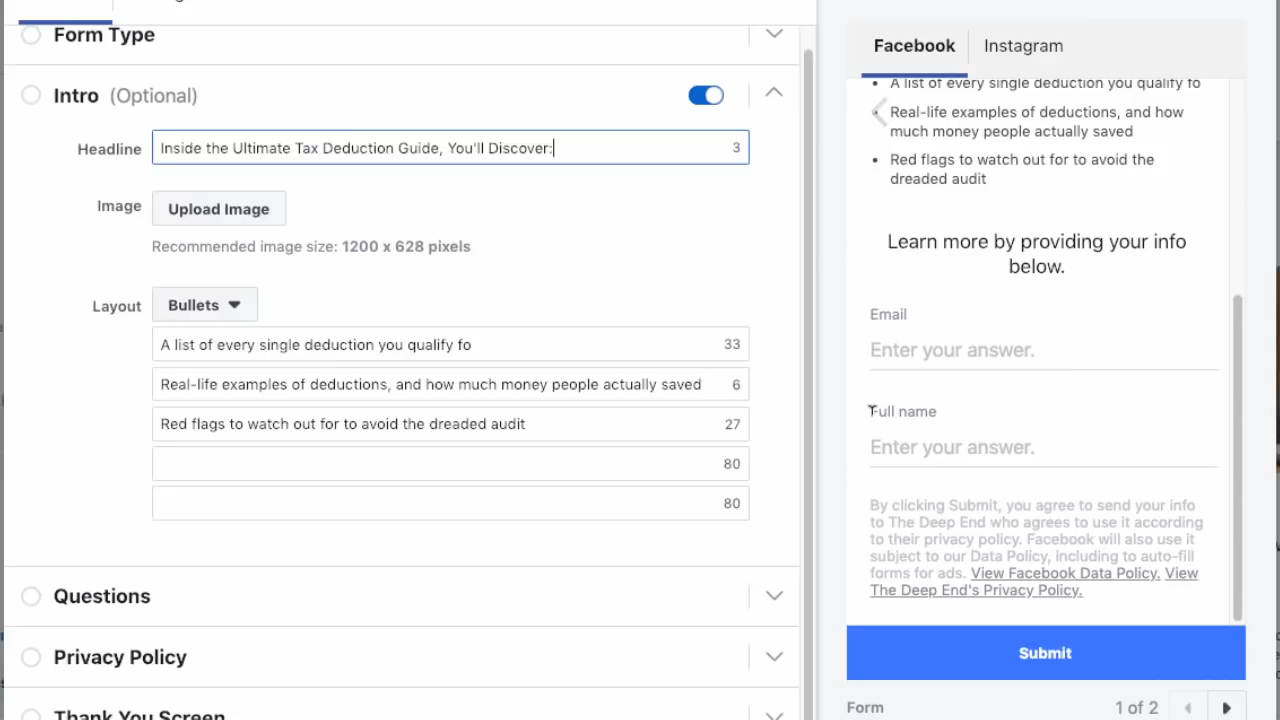 Form Type
Intro (Optional)
Headline
Inside the Ultimate Tax Deduction Guide, You'll Discover:
3
Image
Upload Image
Recommended image size: 1200 x 628 pixels
Layout
Bullets
A list of every single deduction you qualify fo
33
Real-life examples of deductions, and how much money people actually saved
6
Red flags to watch out for to avoid the dreaded audit
27
80
80
Questions
Privacy Policy
Thank You Screen
Facebook
Instagram
A list of every single deduction you qualify fo
Real-life examples of deductions, and how
much money people actually saved
Red flags to watch out for to avoid the
dreaded audit
Learn more by providing your info
below.
Email
Enter your answer.
Full name
Enter your answer.
By clicking Submit, you agree to send your info
to The Deep End who agrees to use it according
to their privacy policy. Facebook will also use it
subject to our Data Policy, including to auto-fill
forms for ads. View Facebook Data Policy. View
The Deep End's Privacy Policy.
Submit
Form
1 of 2